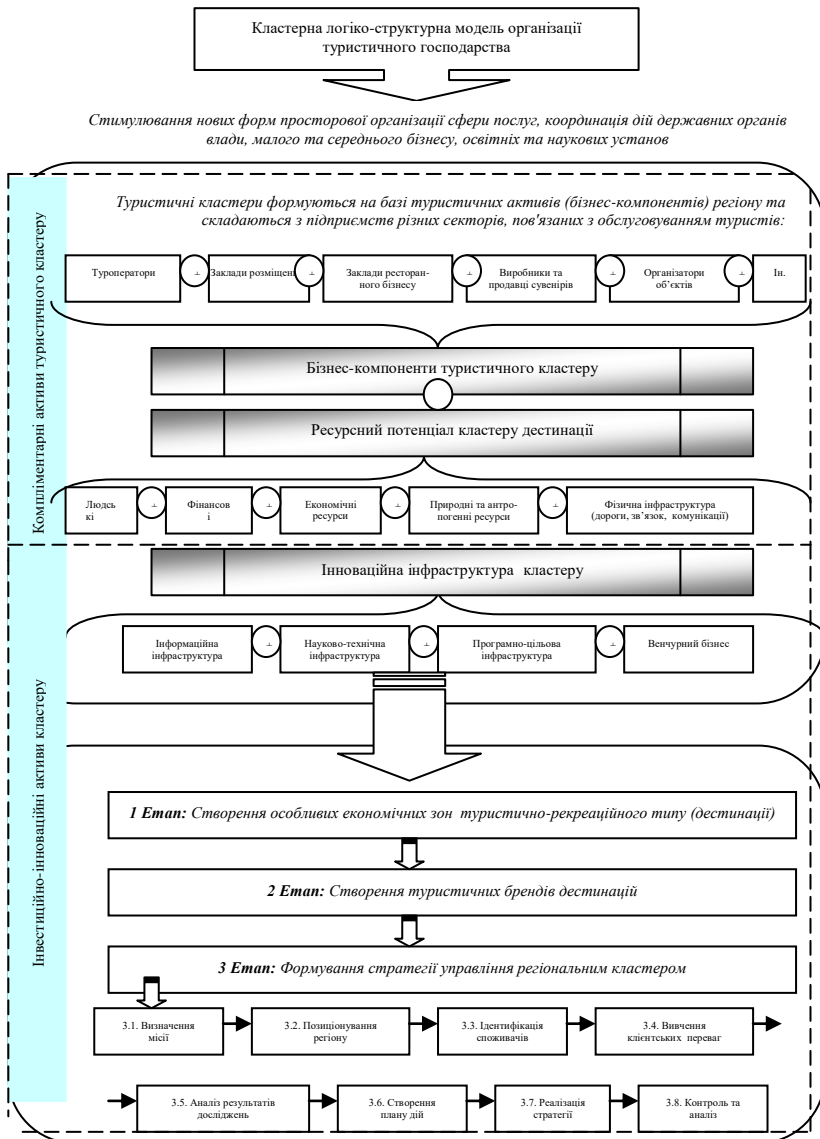 Кластерна логіко-структурна модель організації
туристичного господарства
Стимулювання нових форм просторової організації сфери послуг, координація дій державних органів
влади, малого та середнього бізнесу, освітніх та наукових установ
Компліментарні активи туристичного кластеру
Туристичні кластери формуються на базі туристичних активів (бізнес-компонентів) регіону та
складаються з підприємств різних секторів, пов'язаних з обслуговуванням туристів:
Туроператори
Заклади розміщен
Заклади ресторан-
ного бізнесу
Виробники та
продавці сувенірів
Організатори
об’єктів
Ін.
Бізнес-компоненти туристичного кластеру
Ресурсний потенціал кластеру дестинації
Людсь
кі
Фінансов
і
Економічні
ресурси
Природні та антро-
погенні ресурси
Фізична інфраструктура
(дороги, зв’язок, комунікації)
Інвестиційно-інноваційні активи кластеру
Інноваційна інфраструктура кластеру
Інформаційна
інфраструктура
Науково-технічна
інфраструктура
Програмно-цільова
інфраструктура
Венчурний бізнес
1 Етап: Створення особливих економічних зон туристично-рекреаційного типу (дестинації)
2 Етап: Створення туристичних брендів дестинацій
3 Етап: Формування стратегії управління регіональним кластером
3.1. Визначення
місії
3.2. Позиціонування
регіону
3.3. Ідентифікація
споживачів
3.4. Вивчення
клієнтських переваг
3.5. Аналіз результатів
досліджень
3.6. Створення
плану дій
3.7. Реалізація
стратегії
3.8. Контроль та
аналіз